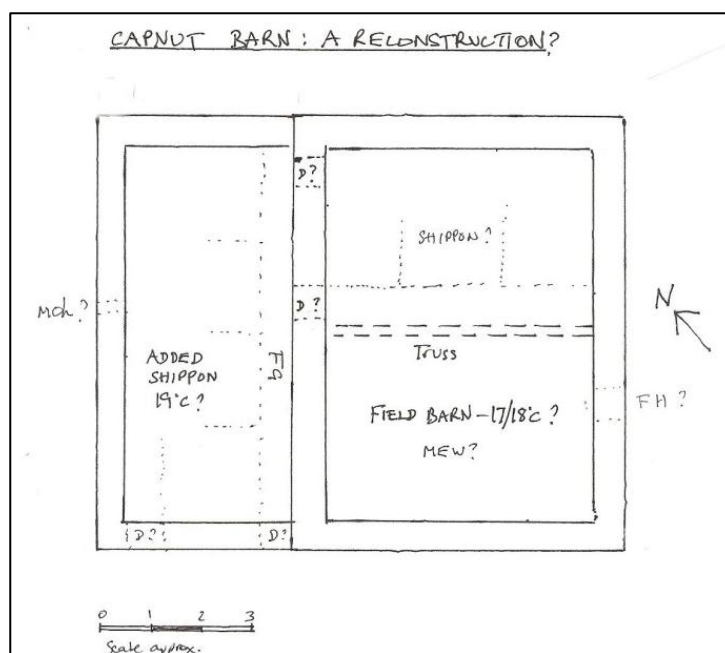 CAPNUT BARN: A RECONSTRUCTION?
D?
SHIPPON?
N
MCh?
D?
Truss
ADDED
SHIPPON
19°C?
FG
FIELD BARN - 17/18°C?
FH?
MEW?
D?
D?
0 1 2 3
Scale approx.